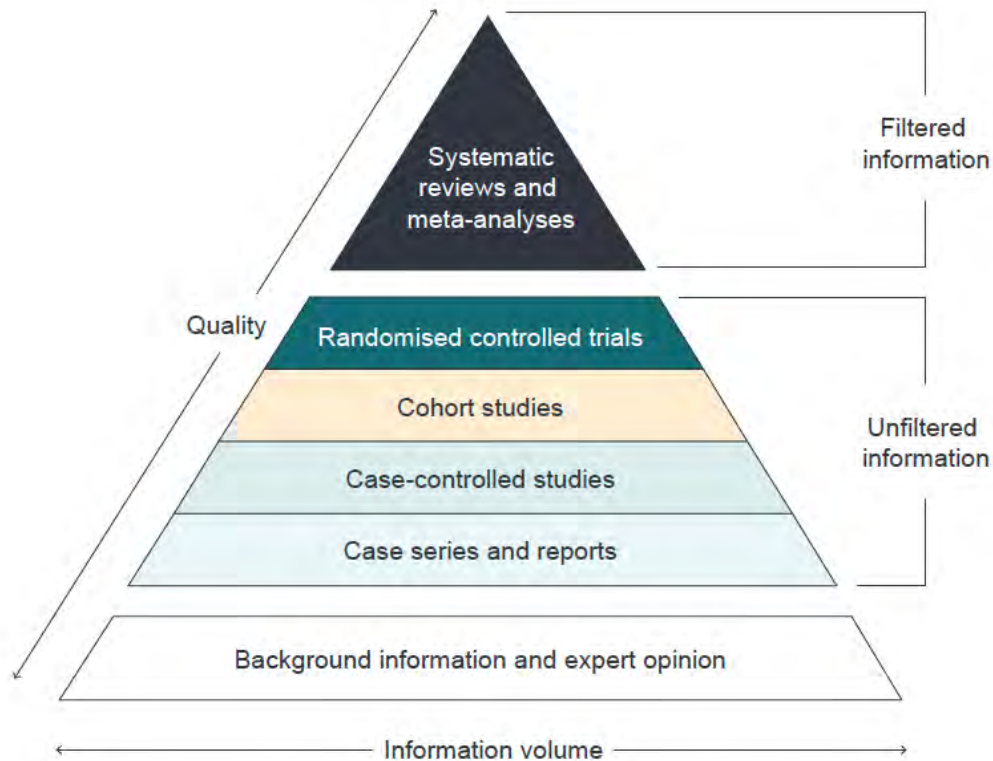 Systematic
reviews and
meta-analyses
Filtered
information
Quality
Randomised controlled trials
Cohort studies
Unfiltered
information
Case-controlled studies
Case series and reports
Background information and expert opinion
Information volume